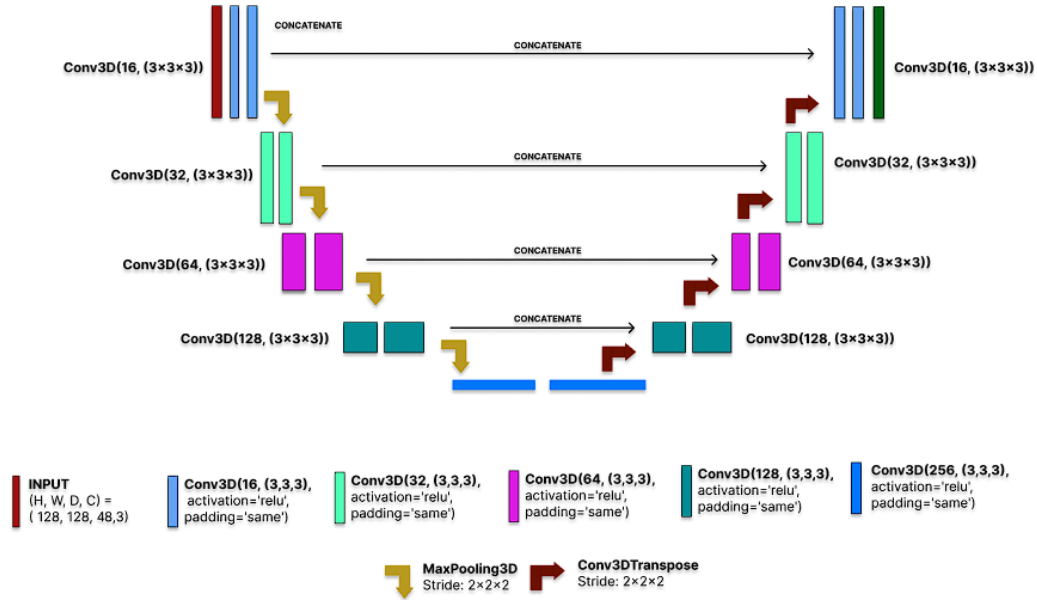 CONCATENATE
CONCATENATE
Conv3D(16, (3×3×3))
Conv3D(16, (3×3×3))
CONCATENATE
Conv3D(32, (3×3×3))
Conv3D(32, (3×3×3))
CONCATENATE
Conv3D(64, (3×3×3))
Conv3D(64, (3×3×3))
CONCATENATE
Conv3D(128, (3×3×3))
Conv3D(128, (3×3×3))
INPUT
(H, W, D, C) =
( 128, 128, 48,3)
Conv3D(16, (3,3,3),
activation='relu',
padding='same')
Conv3D(32, (3,3,3),
activation='relu',
padding='same')
Conv3D(64, (3,3,3),
activation='relu',
padding='same')
Conv3D(128, (3,3,3),
activation='relu',
padding='same')
Conv3D(256, (3,3,3),
activation='relu',
padding='same')
MaxPooling3D
Stride: 2×2×2
Conv3DTranspose
Stride: 2×2×2